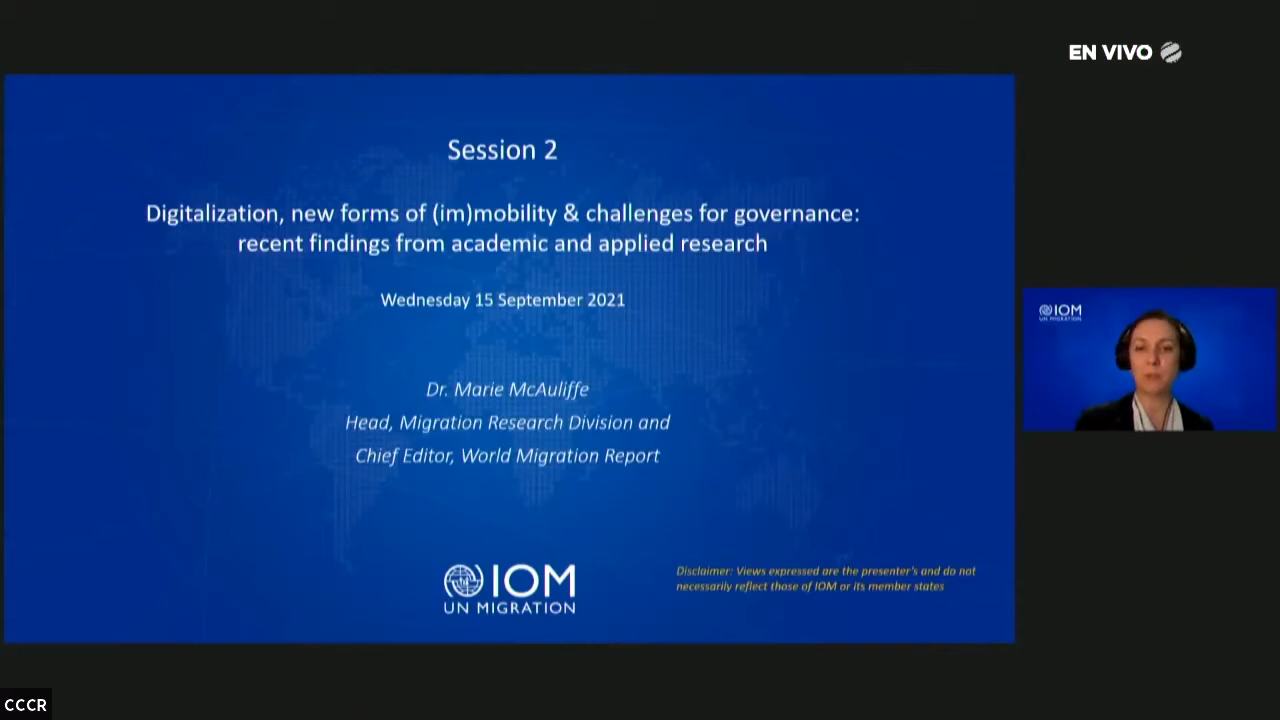 EN VIVO
Session 2
Digitalization, new forms of (im)mobility & challenges for governance:
recent findings from academic and applied research
Wednesday 15 September 2021
Dr. Marie McAuliffe
Head, Migration Research Division and
Chief Editor, World Migration Report
IOM
UN MIGRATION
Disclaimer: Views expressed are the presenter's and do not
necessarily reflect those of IOM or its member states
IOM
UN MIGRATION
CCCR